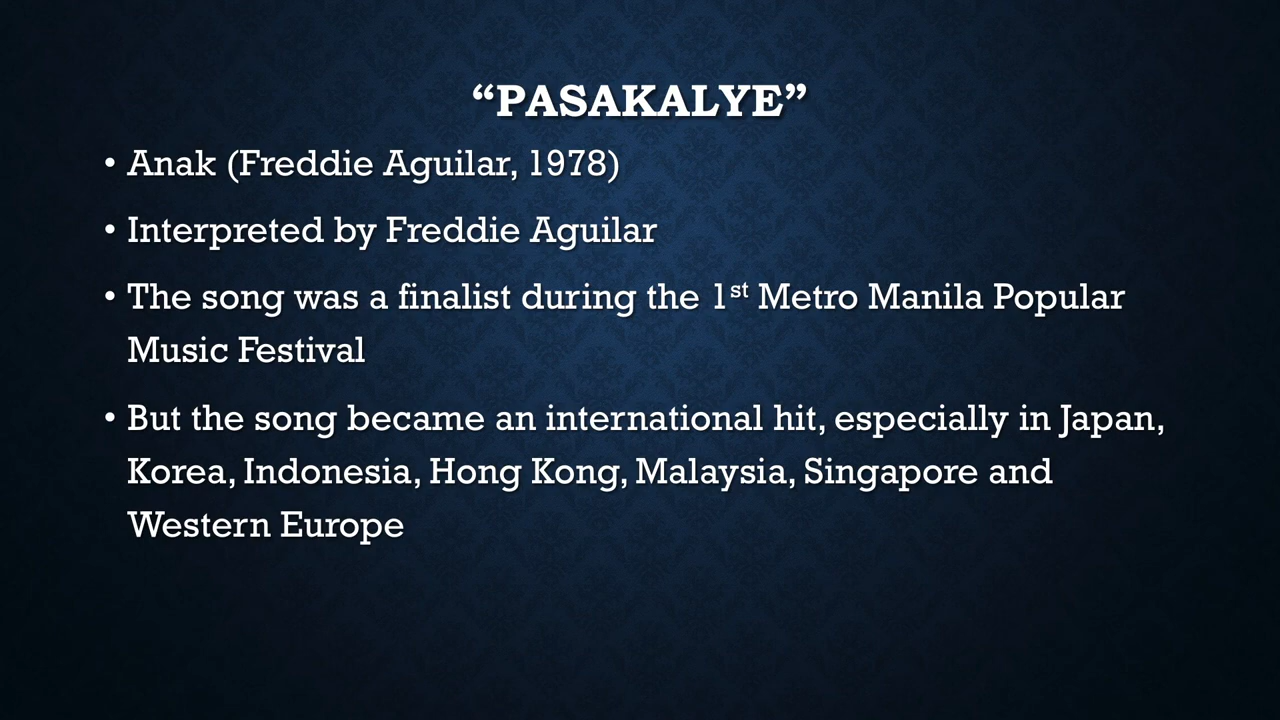 “PASAKALYE”
• Anak (Freddie Aguilar, 1978)
• Interpreted by Freddie Aguilar
• The song was a finalist during the 1st Metro Manila Popular
Music Festival
• But the song became an international hit, especially in Japan,
Korea, Indonesia, Hong Kong, Malaysia, Singapore and
Western Europe